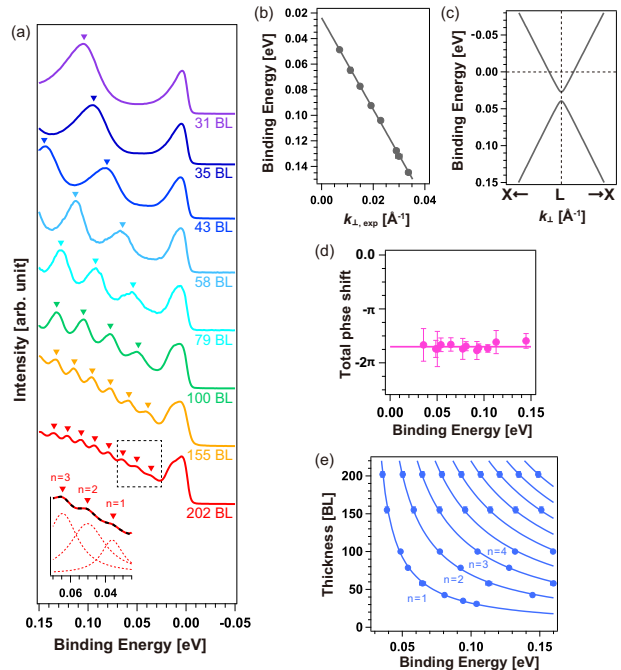 (a)
31 BL
35 BL
43 BL
58 BL
79 BL
100 BL
155 BL
202 BL
n=3
n=2
n=1
0.06
0.04
Intensity [arb. unit]
0.15
0.10
0.05
0.00
-0.05
Binding Energy [eV]
(b)
0.02
0.04
0.06
0.08
0.10
0.12
0.14
Binding Energy [eV]
0.00
0.02
0.04
k⊥, exp [Å⁻¹]
(c)
-0.05
0.00
0.05
0.10
0.15
Binding Energy [eV]
X←
L
→X
k⊥ [Å⁻¹]
(d)
0.0
-π
-2π
Total phse shift
0.00
0.05
0.10
0.15
Binding Energy [eV]
(e)
200
150
100
50
0
Thickness [BL]
n=1
n=2
n=3
n=4
0.05
0.10
0.15
Binding Energy [eV]